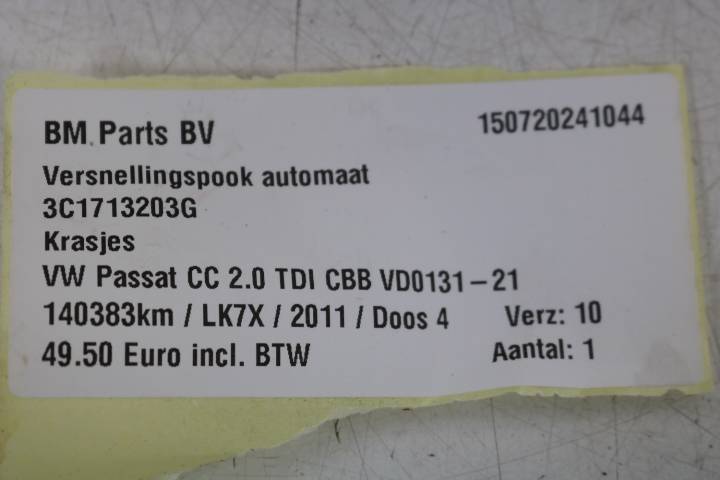 BM Parts BV 150720241044
Versnellingspook automaat
3C1713203G
Krasjes
VW Passat CC 2.0 TDI CBB VD0131-21
140383km / LK7X / 2011 / Doos 4 Verz: 10
49.50 Euro incl. BTW Aantal: 1